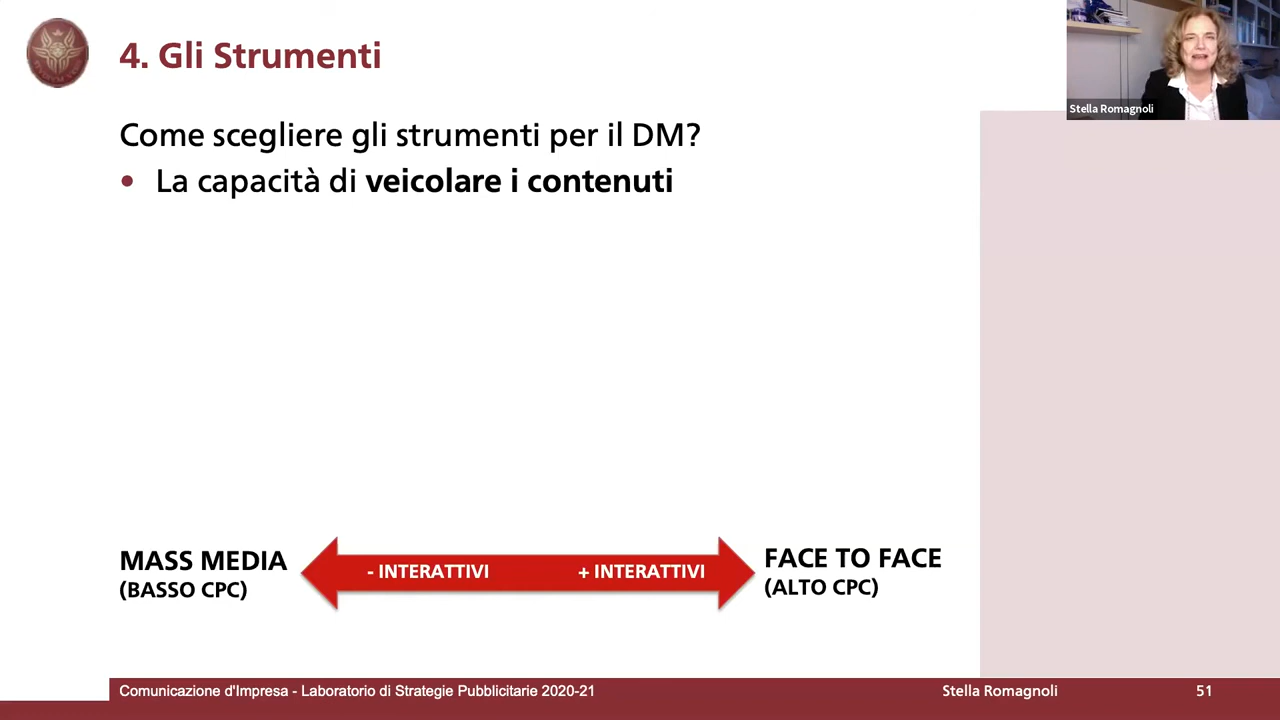 4. Gli Strumenti
Stella Romagnoli
Come scegliere gli strumenti per il DM?
• La capacità di veicolare i contenuti
MASS MEDIA
(BASSO CPC)
- INTERATTIVI
+ INTERATTIVI
FACE TO FACE
(ALTO CPC)
Comunicazione d'Impresa - Laboratorio di Strategie Pubblicitarie 2020-21
Stella Romagnoli
51